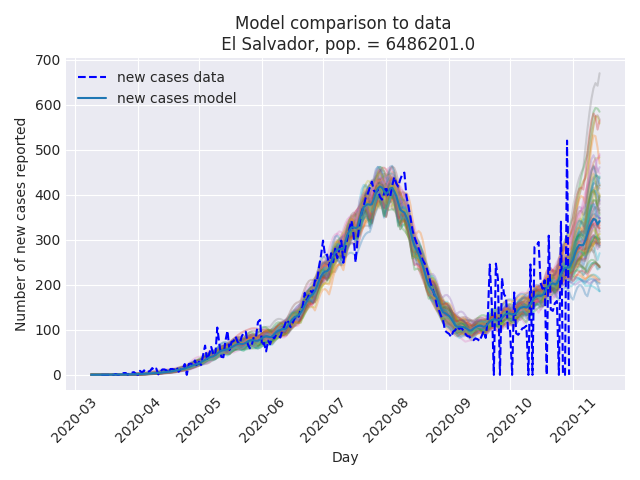 Model comparison to data
El Salvador, pop. = 6486201.0
new cases data
new cases model
Number of new cases reported
700
600
500
400
300
200
100
0
2020-03
2020-04
2020-05
2020-06
2020-07
2020-08
2020-09
2020-10
2020-11
Day